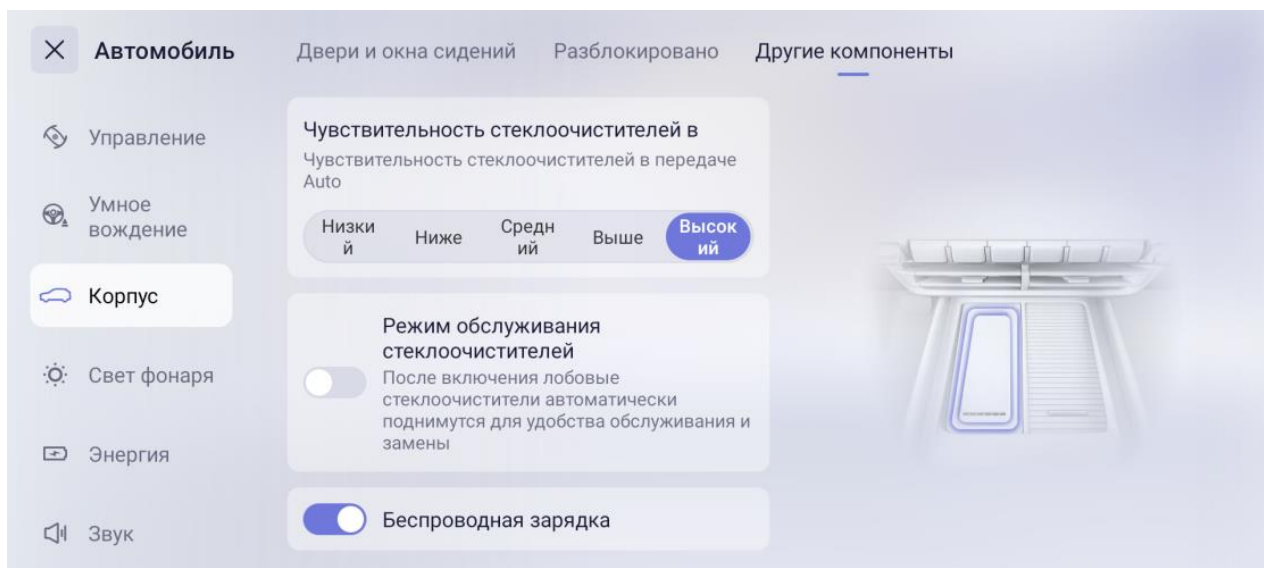 Автомобиль
Двери и окна сидений
Разблокировано
Другие компоненты
Управление
Умное
вождение
Корпус
Свет фонаря
Энергия
Звук
Чувствительность стеклоочистителей в
Чувствительность стеклоочистителей в передаче
Auto
Низки
й
Ниже
Средн
ий
Выше
Высок
ий
Режим обслуживания
стеклоочистителей
После включения лобовые
стеклоочистители автоматически
поднимутся для удобства обслуживания и
замены
Беспроводная зарядка